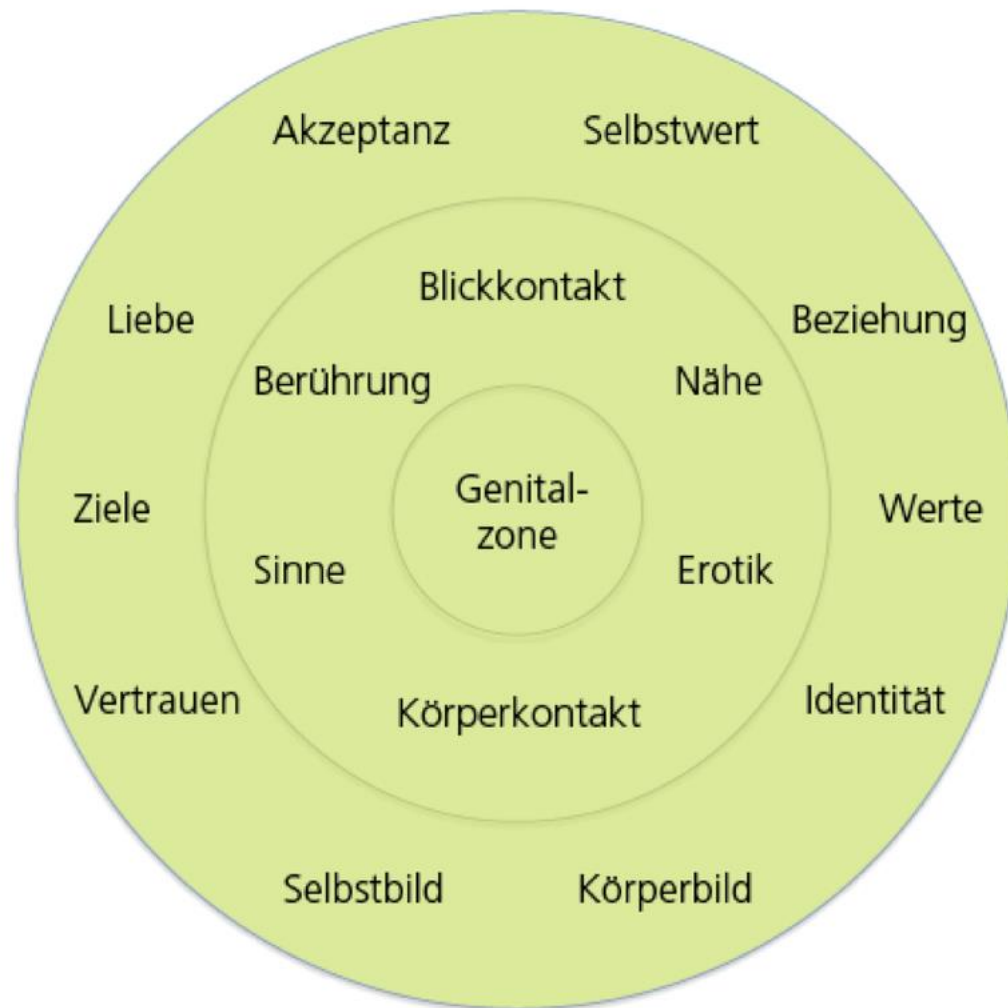 Akzeptanz Selbstwert
Blickkontakt
Liebe Beziehung
Berührung Nähe
Genital-
zone
Ziele Werte
Sinne Erotik
Vertrauen Identität
Körperkontakt
Selbstbild Körperbild